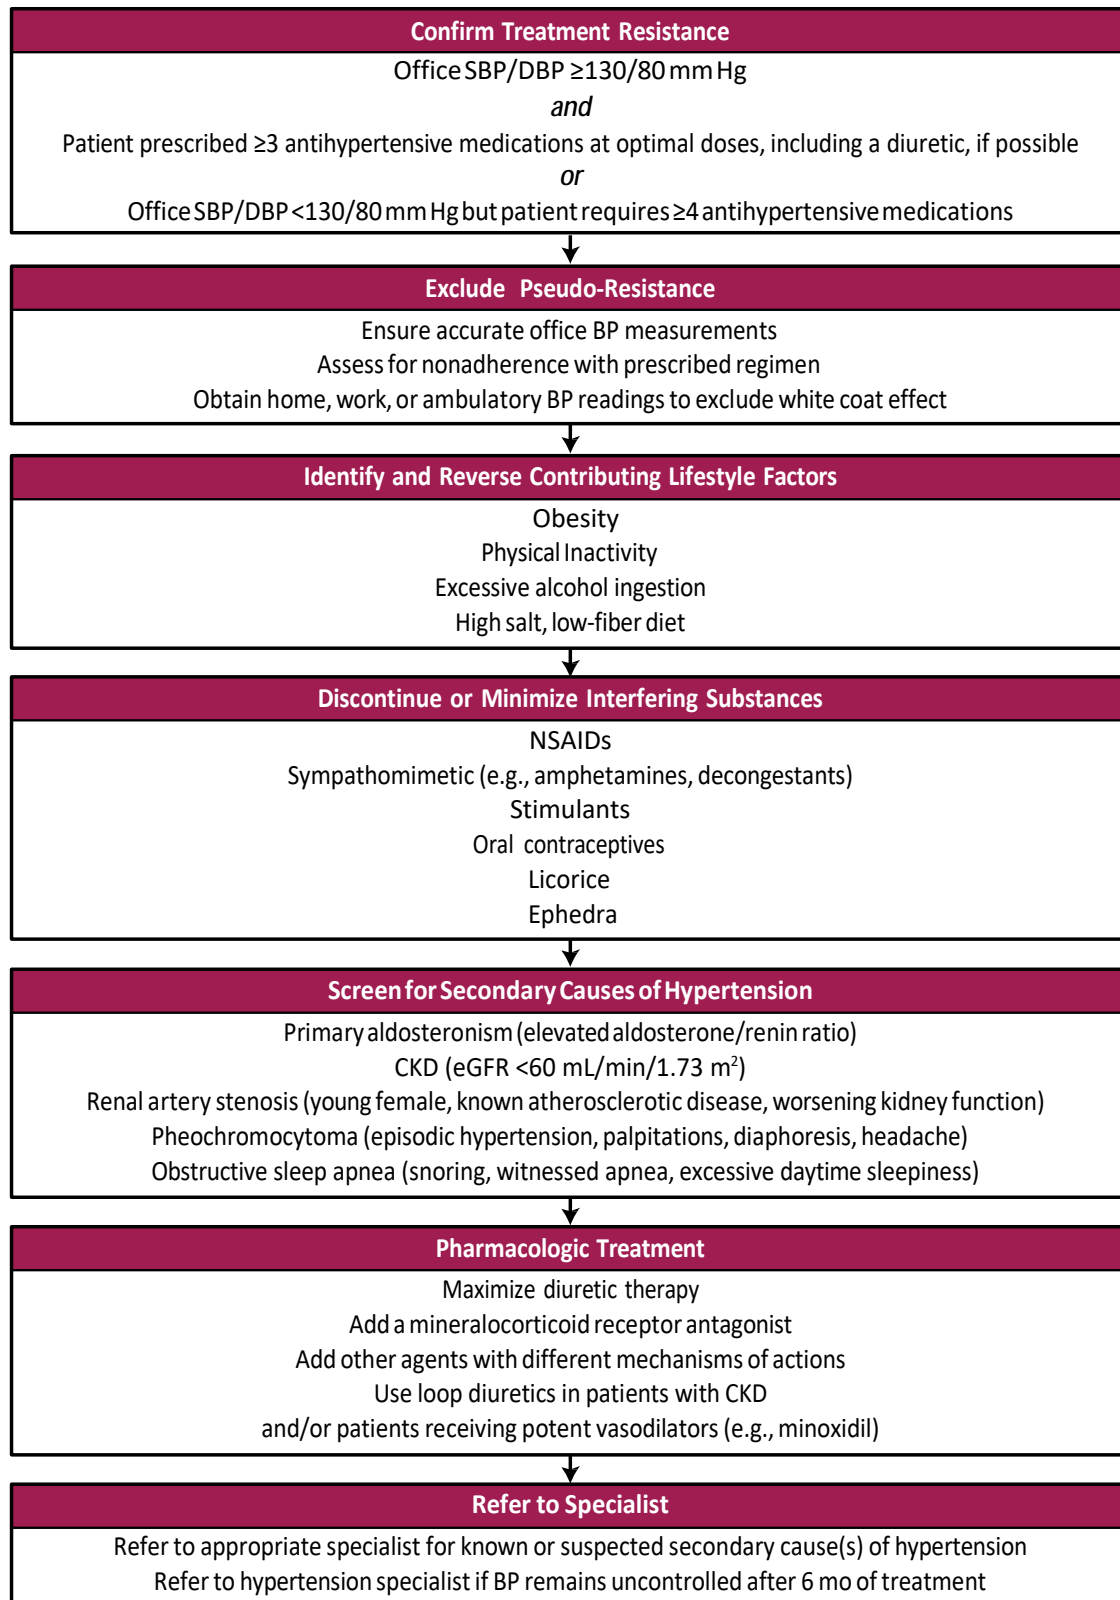 Confirm Treatment Resistance
Office SBP/DBP ≥130/80 mm Hg
and
Patient prescribed ≥3 antihypertensive medications at optimal doses, including a diuretic, if possible
or
Office SBP/DBP <130/80 mm Hg but patient requires ≥4 antihypertensive medications
Exclude Pseudo-Resistance
Ensure accurate office BP measurements
Assess for nonadherence with prescribed regimen
Obtain home, work, or ambulatory BP readings to exclude white coat effect
Identify and Reverse Contributing Lifestyle Factors
Obesity
Physical Inactivity
Excessive alcohol ingestion
High salt, low-fiber diet
Discontinue or Minimize Interfering Substances
NSAIDs
Sympathomimetic (e.g., amphetamines, decongestants)
Stimulants
Oral contraceptives
Licorice
Ephedra
Screen for Secondary Causes of Hypertension
Primary aldosteronism (elevated aldosterone/renin ratio)
CKD (eGFR <60 mL/min/1.73 m²)
Renal artery stenosis (young female, known atherosclerotic disease, worsening kidney function)
Pheochromocytoma (episodic hypertension, palpitations, diaphoresis, headache)
Obstructive sleep apnea (snoring, witnessed apnea, excessive daytime sleepiness)
Pharmacologic Treatment
Maximize diuretic therapy
Add a mineralocorticoid receptor antagonist
Add other agents with different mechanisms of actions
Use loop diuretics in patients with CKD
and/or patients receiving potent vasodilators (e.g., minoxidil)
Refer to Specialist
Refer to appropriate specialist for known or suspected secondary cause(s) of hypertension
Refer to hypertension specialist if BP remains uncontrolled after 6 mo of treatment